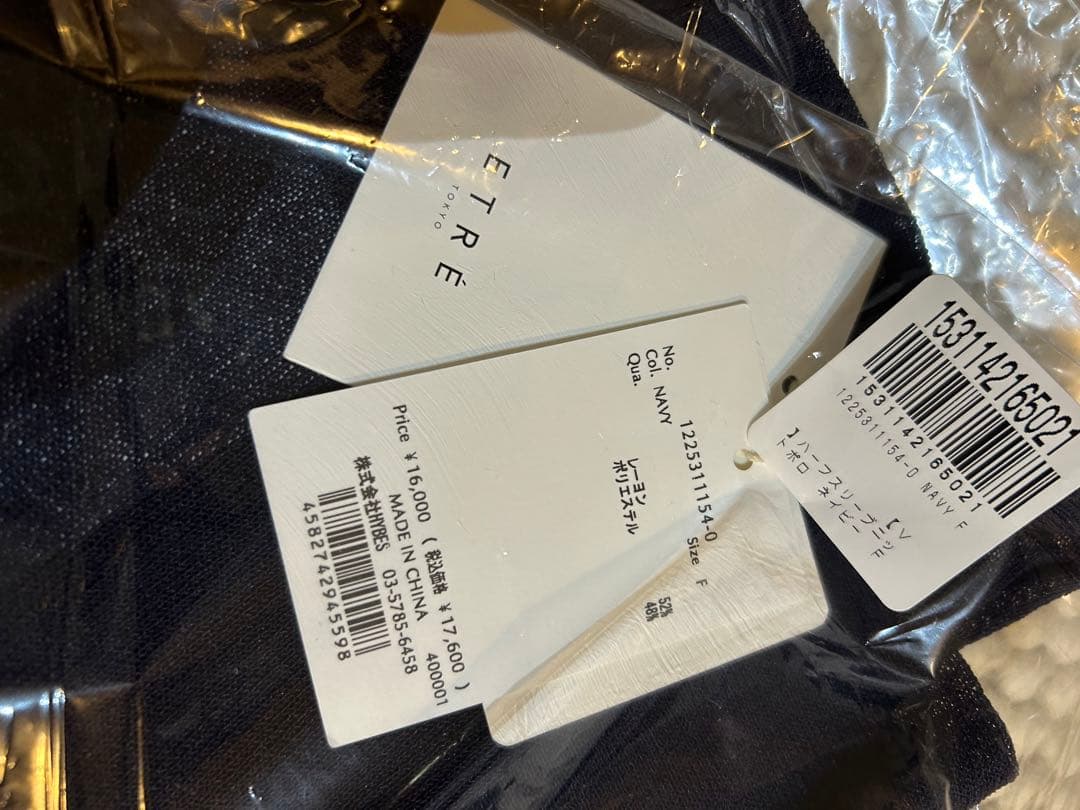 ETRÉ
TOKYO
No. 1225311154-0 Size F
Col. NAVY
Qua.
レーヨン 52%
ポリエステル 48%
Price ¥16,000 ( 税込価格 ¥17,600 )
MADE IN CHINA 400001
株式会社HYBES 03-5785-6458
4582742945598
153114216502
153114216502
1225311154-0 NAVY F
】ハーフスリーブニッ
トポロ ネイビー F